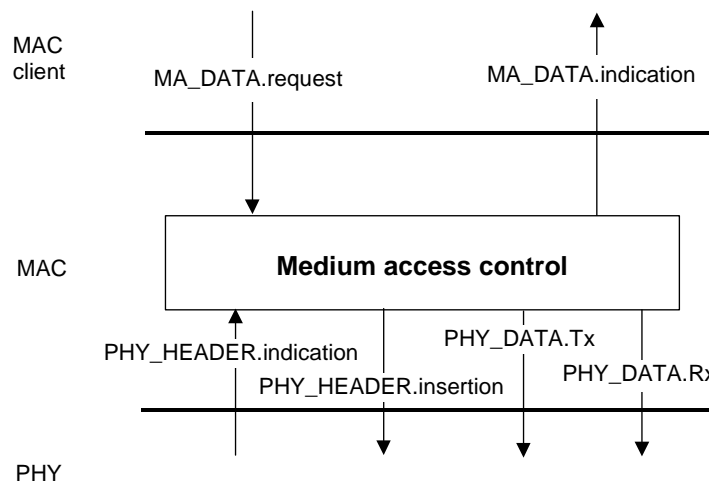 MAC
client
MA_DATA.request
MA_DATA.indication
MAC
Medium access control
PHY_HEADER.indication
PHY_HEADER.insertion
PHY_DATA.Tx
PHY_DATA.Rx
PHY